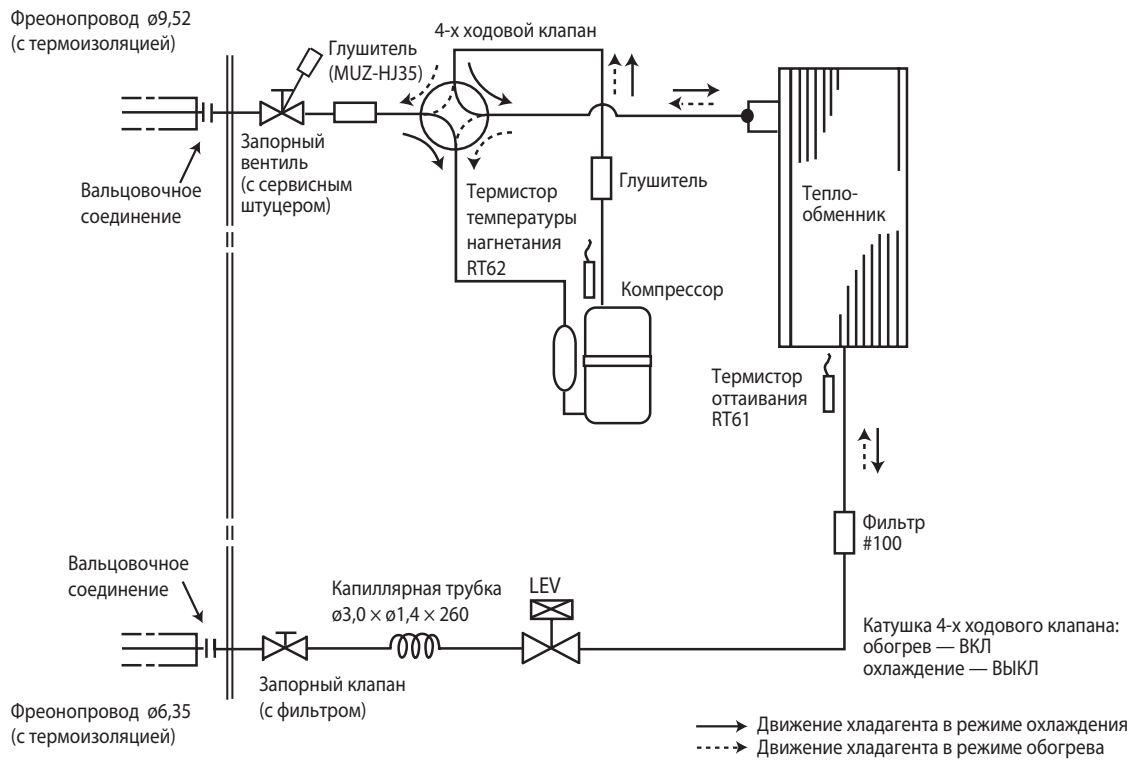 Фреонопровод ø9,52
(с термоизоляцией)
4-х ходовой клапан
Глушитель
(MUZ-HJ35)
Запорный
вентиль
(с сервисным
штуцером)
Вальцовочное
соединение
Термистор
температуры
нагнетания
RT62
Глушитель
Компрессор
Тепло-
обменник
Термистор
оттаивания
RT61
Фильтр
#100
Вальцовочное
соединение
Капиллярная трубка
ø3,0 × ø1,4 × 260
LEV
Катушка 4-х ходового клапана:
обогрев — ВКЛ
охлаждение — ВЫКЛ
Запорный клапан
(с фильтром)
Фреонопровод ø6,35
(с термоизоляцией)
Движение хладагента в режиме охлаждения
Движение хладагента в режиме обогрева